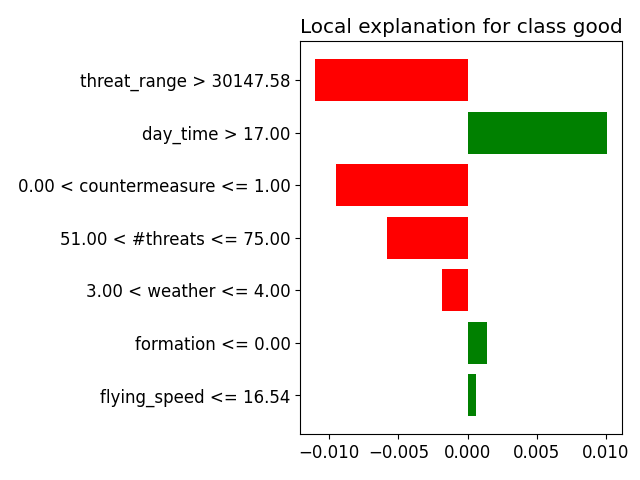 Local explanation for class good
threat_range > 30147.58
day_time > 17.00
0.00 < countermeasure <= 1.00
51.00 < #threats <= 75.00
3.00 < weather <= 4.00
formation <= 0.00
flying_speed <= 16.54
−0.010 −0.005 0.000 0.005 0.010